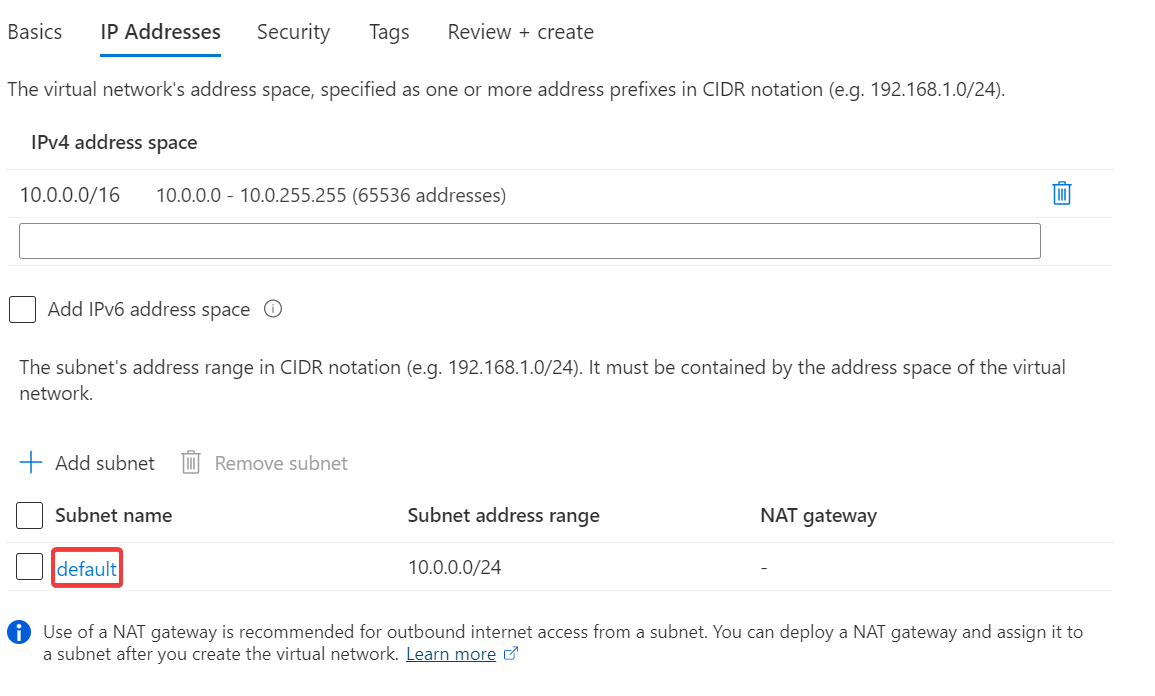 Basics IP Addresses Security Tags Review + create
The virtual network's address space, specified as one or more address prefixes in CIDR notation (e.g. 192.168.1.0/24).
IPv4 address space
10.0.0.0/16 10.0.0.0 - 10.0.255.255 (65536 addresses)
Add IPv6 address space
The subnet's address range in CIDR notation (e.g. 192.168.1.0/24). It must be contained by the address space of the virtual
network.
Add subnet Remove subnet
Subnet name Subnet address range NAT gateway
default 10.0.0.0/24 -
Use of a NAT gateway is recommended for outbound internet access from a subnet. You can deploy a NAT gateway and assign it to
a subnet after you create the virtual network. Learn more